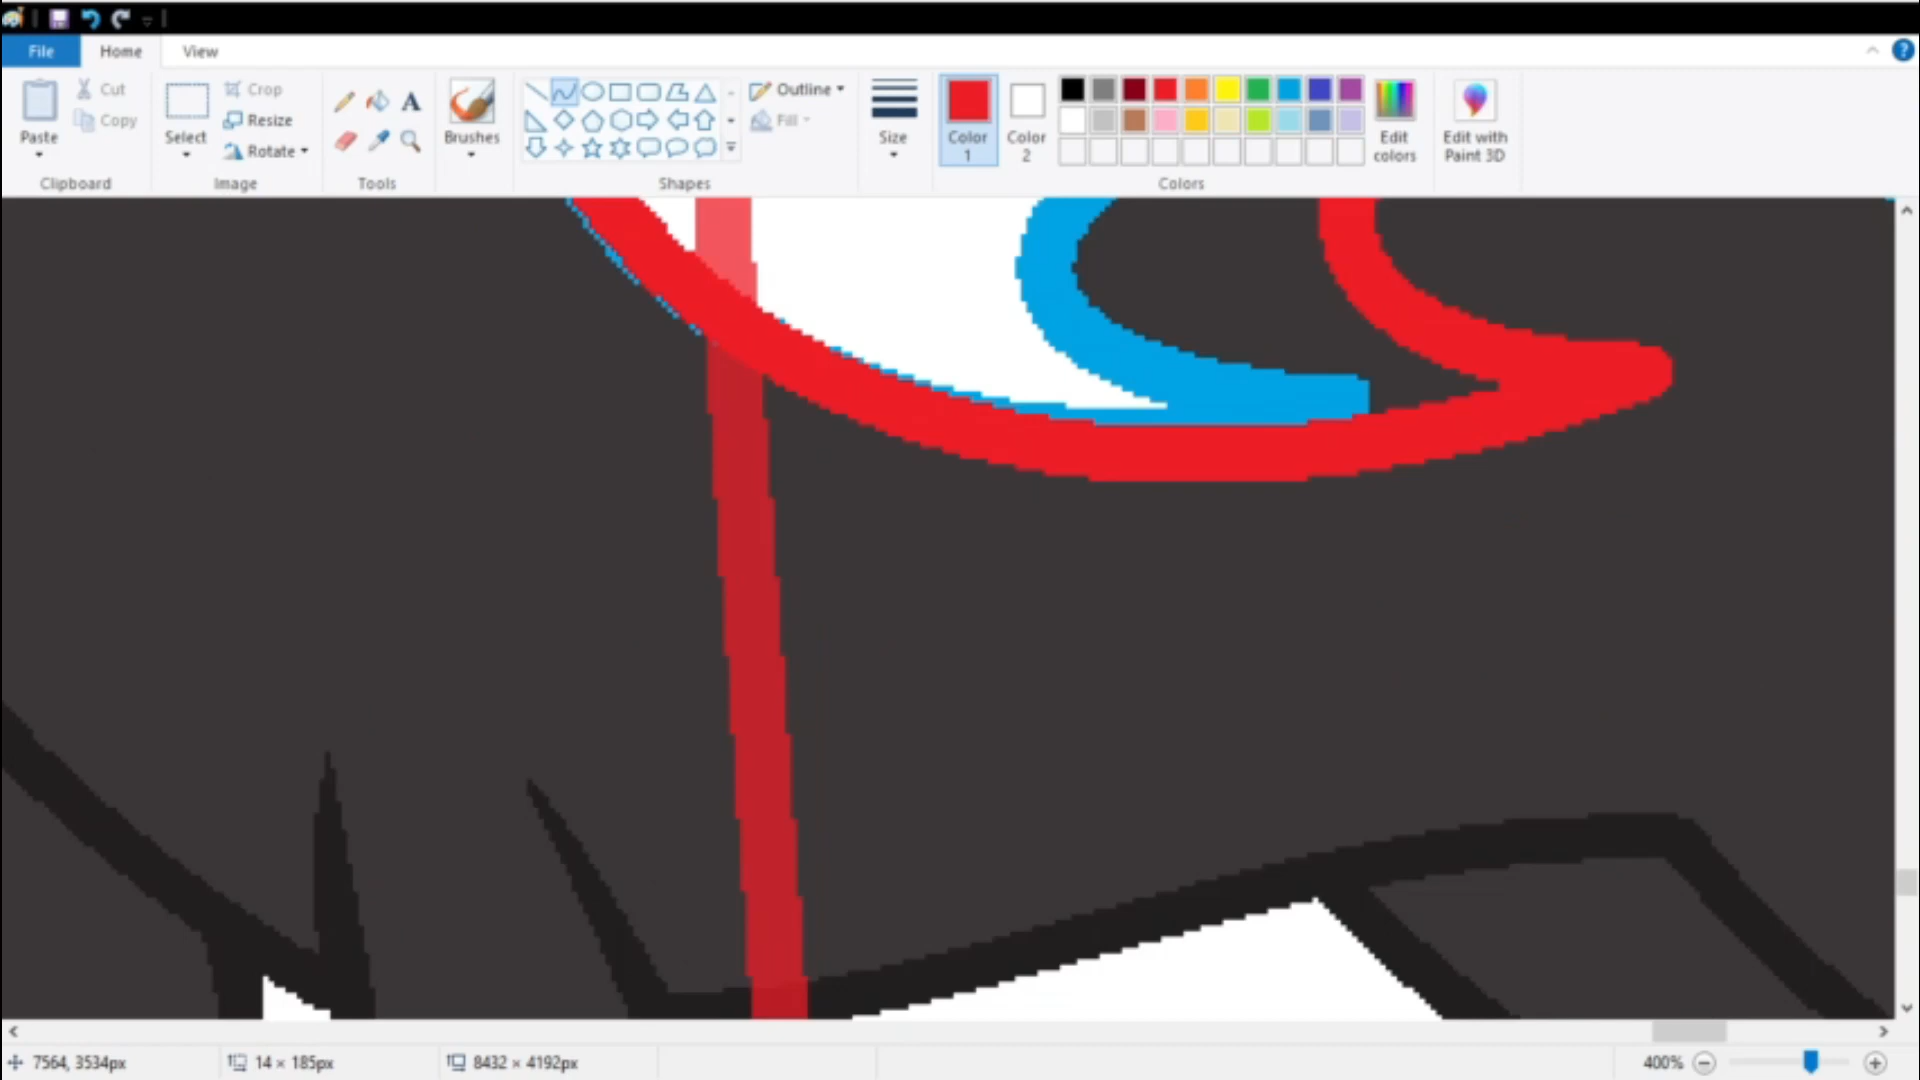 File Home View
Paste
Cut
Copy
Clipboard
Select
Crop
Resize
Rotate
Image
A
Tools
Brushes
Outline
Fill
Shapes
Size
Color 1
Color 2
Edit colors
Colors
Edit with Paint 3D
?
7564, 3534px
14 × 185px
8432 × 4192px
400%